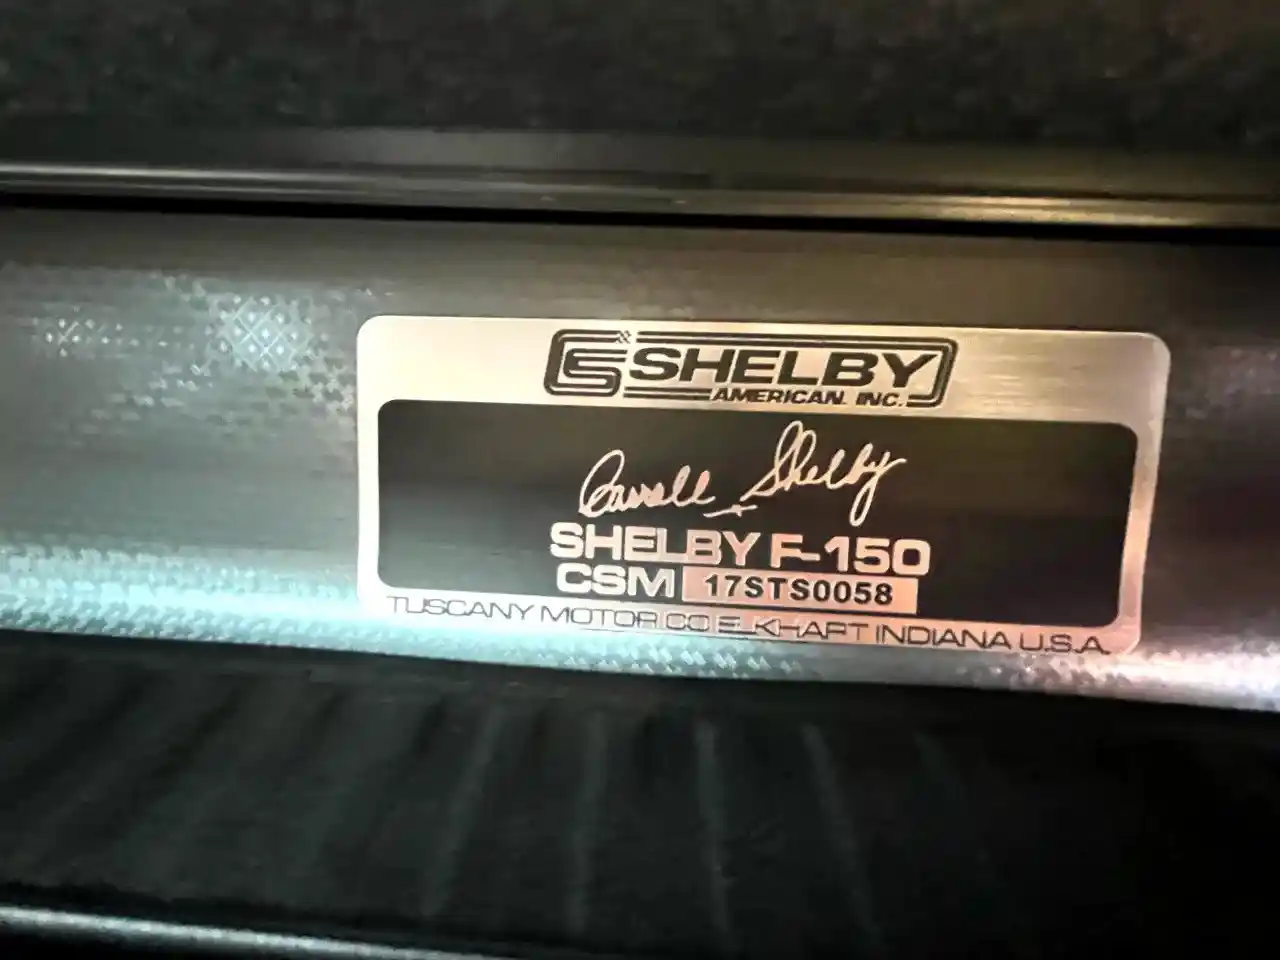 SHELBY
AMERICAN, INC.
Carroll Shelby
SHELBY F-150
CSM 17STS0058
TUSCANY MOTOR CO ELKHART INDIANA U.S.A.